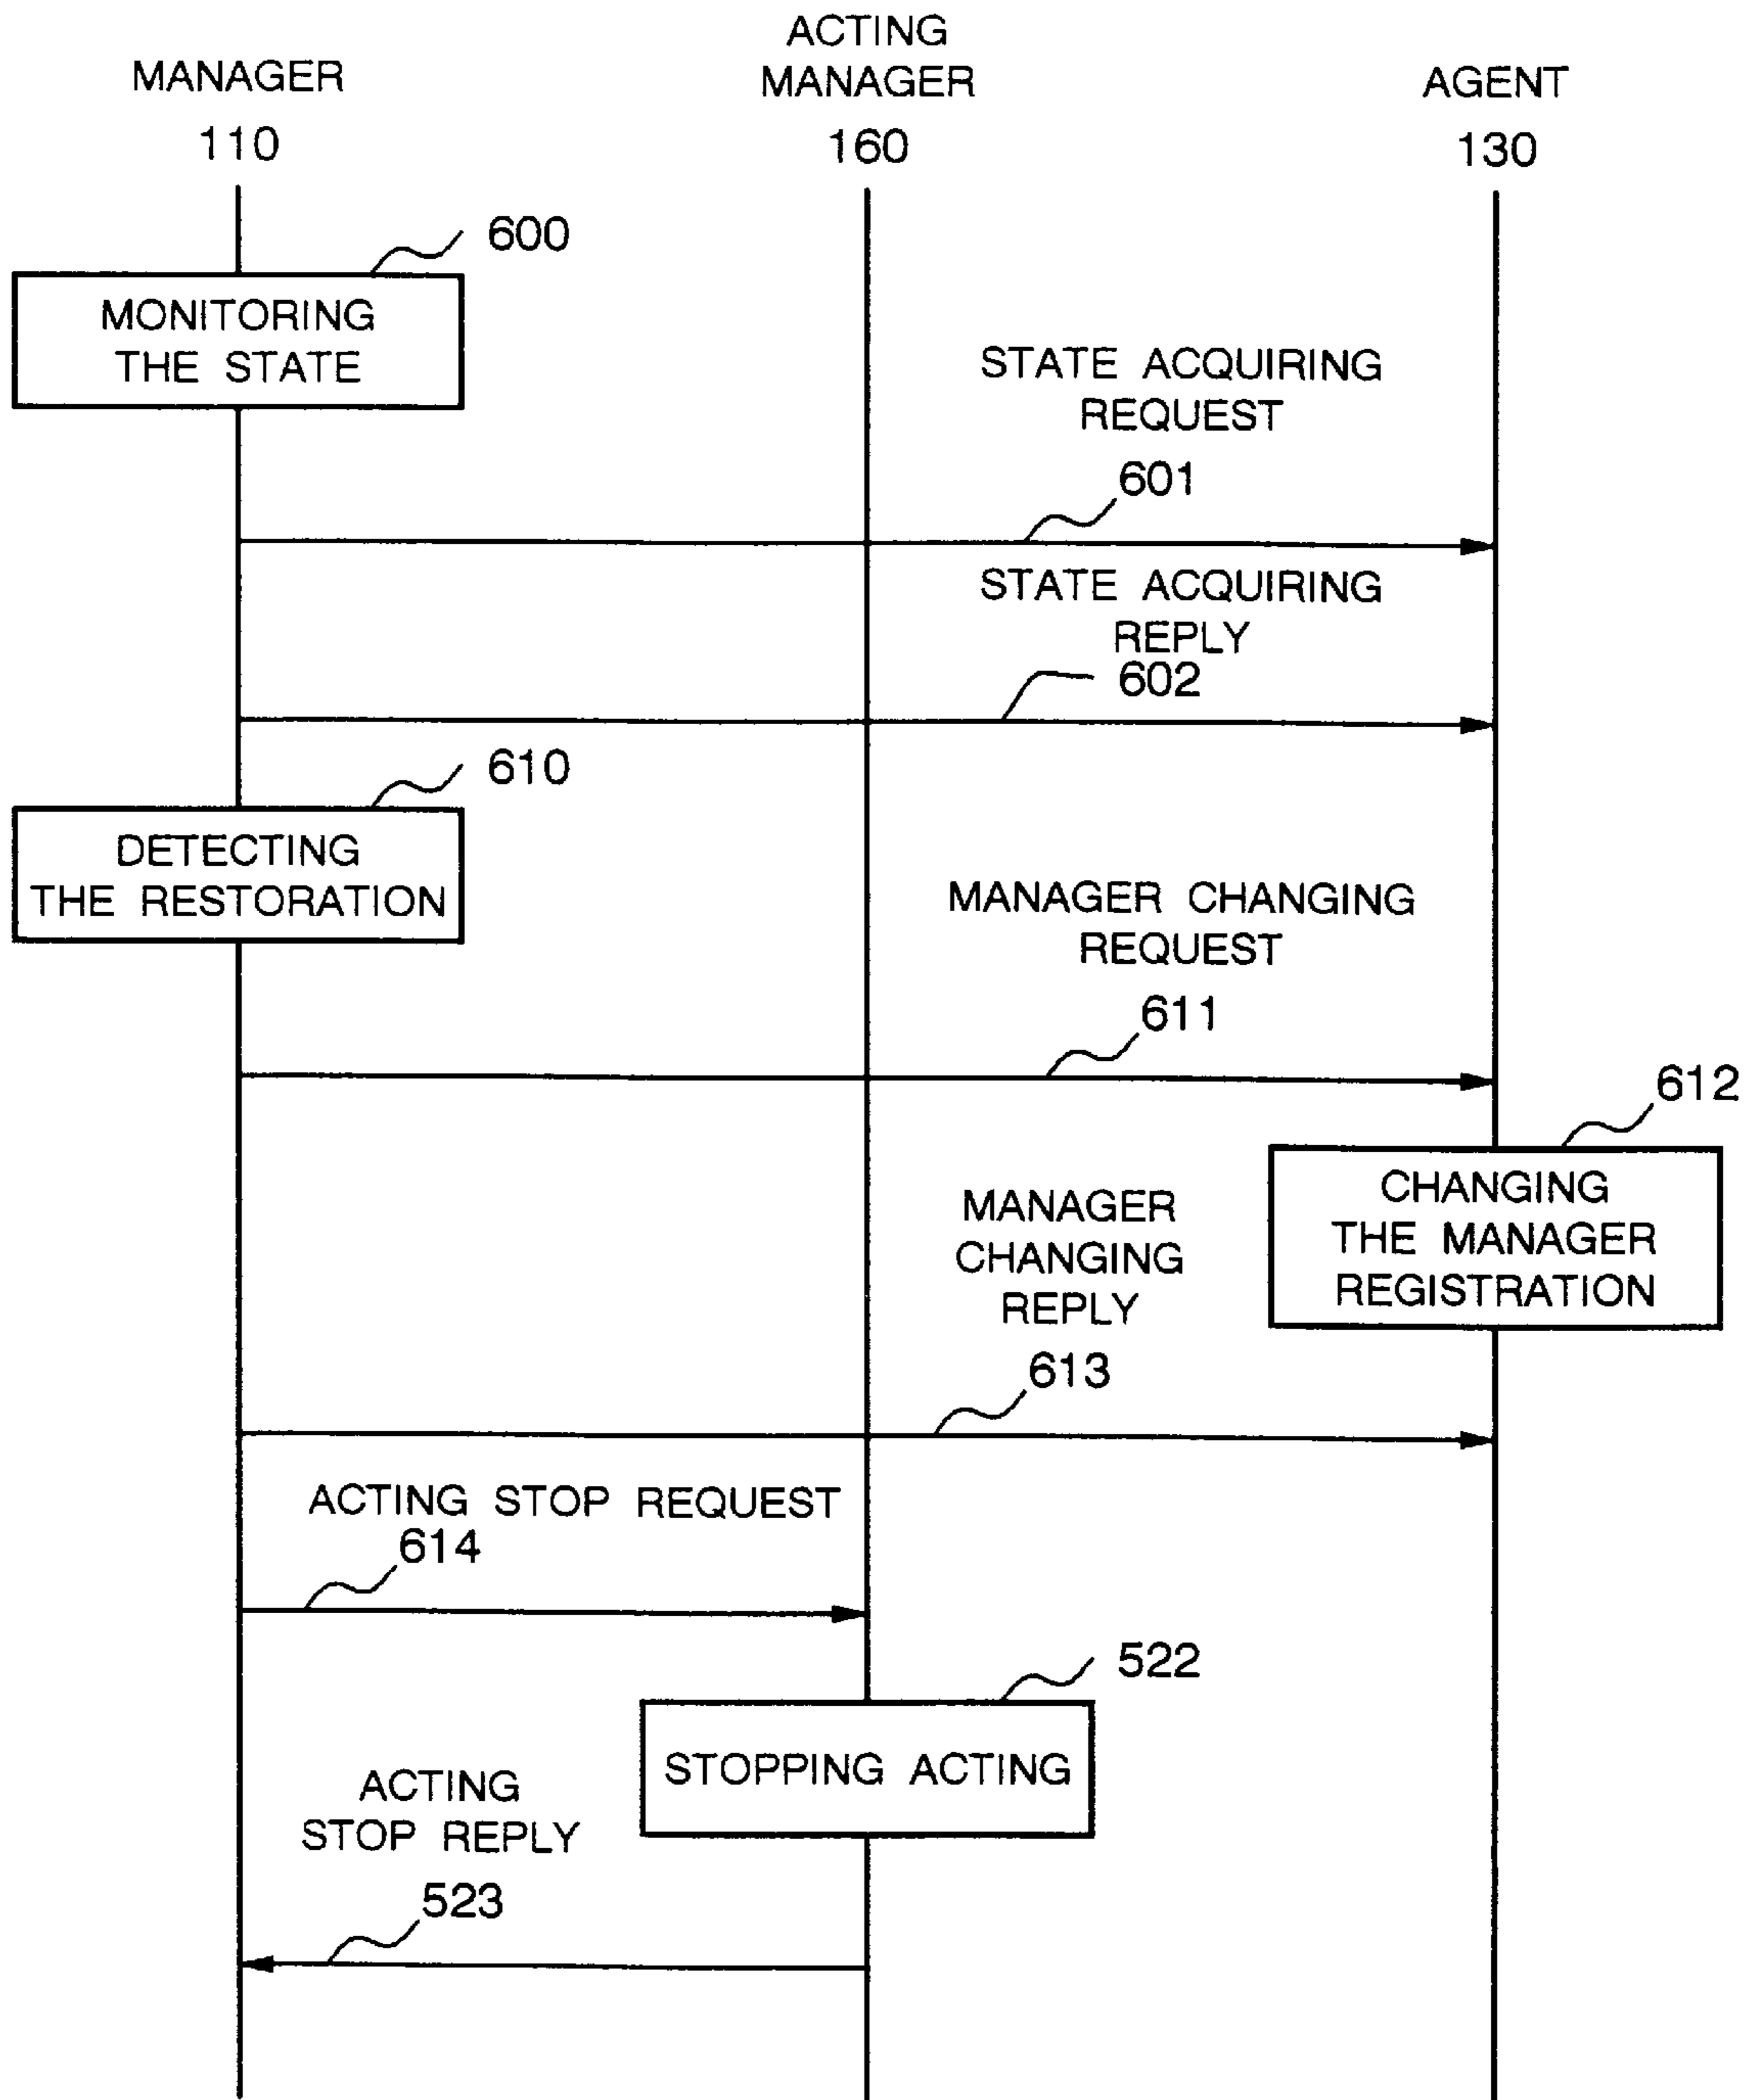 MANAGER
110
ACTING
MANAGER
160
AGENT
130
600
MONITORING
THE STATE
STATE ACQUIRING
REQUEST
601
STATE ACQUIRING
REPLY
602
610
DETECTING
THE RESTORATION
MANAGER CHANGING
REQUEST
611
612
CHANGING
THE MANAGER
REGISTRATION
MANAGER
CHANGING
REPLY
613
ACTING STOP REQUEST
614
522
STOPPING ACTING
ACTING
STOP REPLY
523